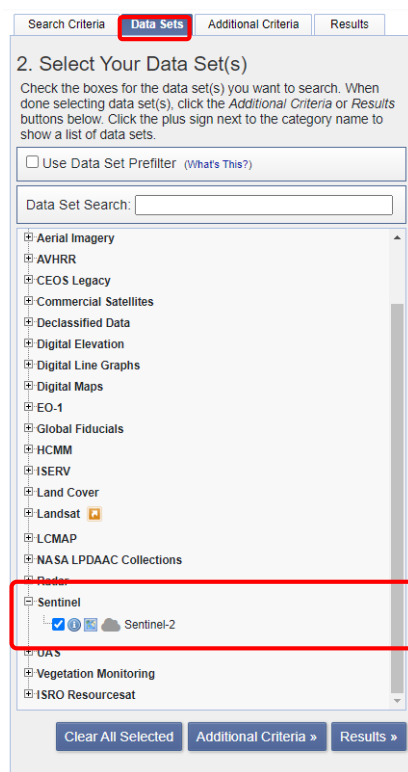 Search Criteria Data Sets Additional Criteria Results
2. Select Your Data Set(s)
Check the boxes for the data set(s) you want to search. When
done selecting data set(s), click the Additional Criteria or Results
buttons below. Click the plus sign next to the category name to
show a list of data sets.
Use Data Set Prefilter (What's This?)
Data Set Search:
Aerial Imagery
AVHRR
CEOS Legacy
Commercial Satellites
Declassified Data
Digital Elevation
Digital Line Graphs
Digital Maps
EO-1
Global Fiducials
HCMM
ISERV
Land Cover
Landsat
LCMAP
NASA LPDAAC Collections
Radar
Sentinel
Sentinel-2
UAS
Vegetation Monitoring
ISRO Resourcesat
Clear All Selected Additional Criteria » Results »